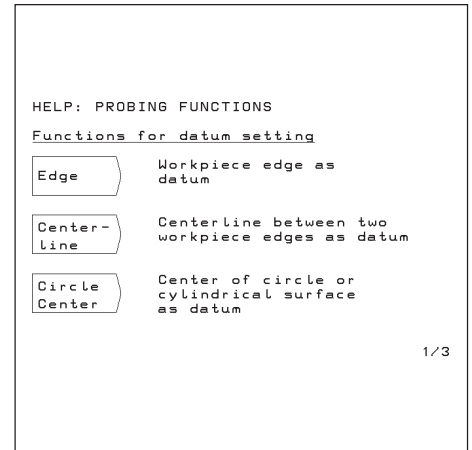 HELP: PROBING FUNCTIONS
Functions for datum setting
Edge
Workpiece edge as
datum
Center-
line
Centerline between two
workpiece edges as datum
Circle
Center
Center of circle or
cylindrical surface
as datum
1/3